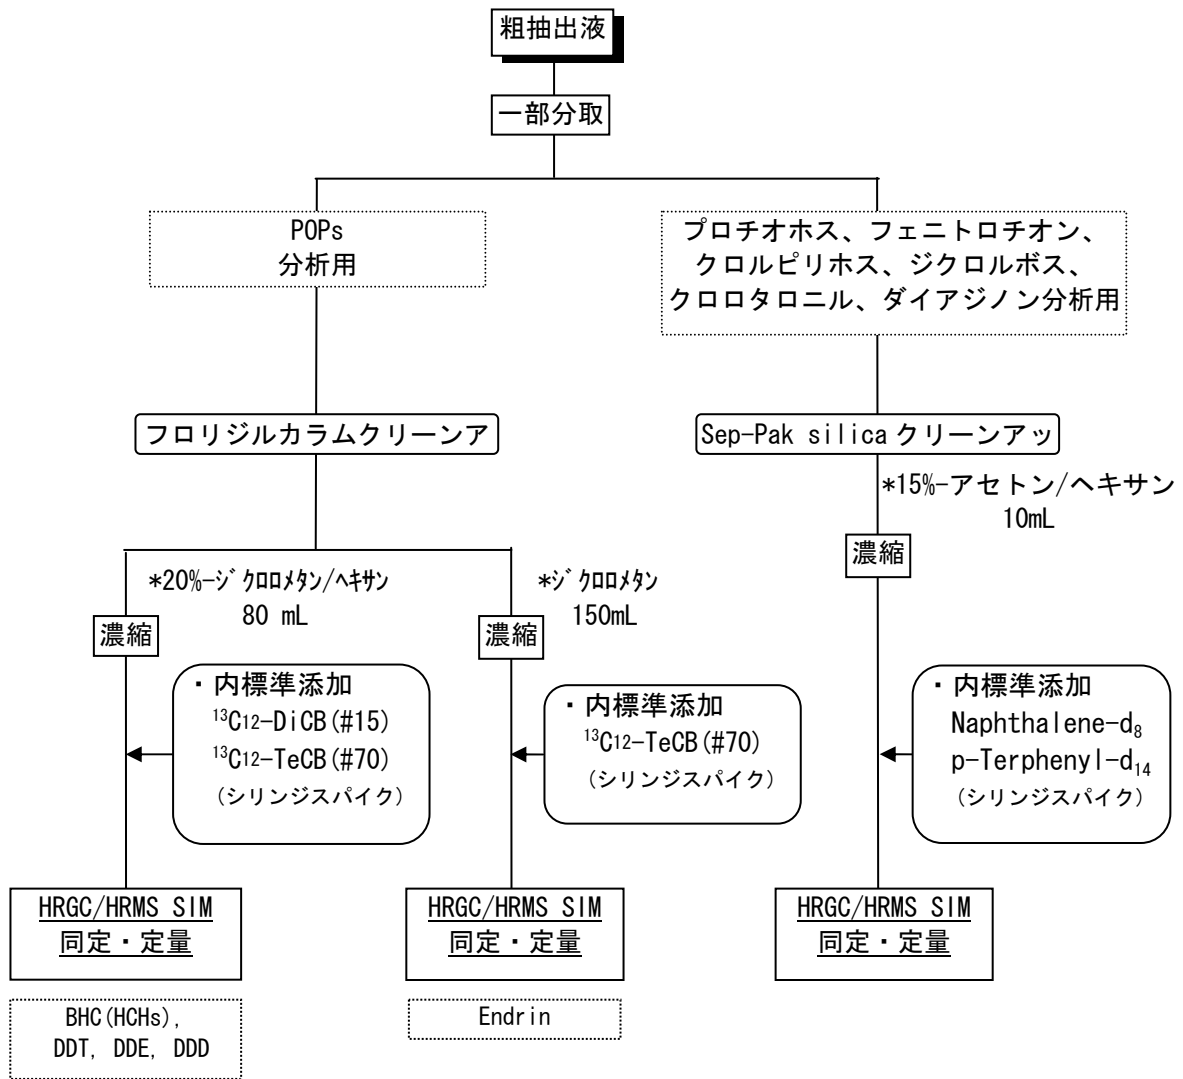 粗抽出液
一部分取
POPs
分析用
プロチオホス、フェニトロチオン、
クロルピリホス、ジクロルボス、
クロロタロニル、ダイアジノン分析用
フロリジルカラムクリーンア
Sep-Pak silica クリーンアッ
*15%-アセトン/ヘキサン
10mL
濃縮
*20%-ジクロロメタン/ヘキサン
80 mL
濃縮
*ジクロロメタン
150mL
濃縮
・内標準添加
¹³C12-DiCB(#15)
¹³C12-TeCB(#70)
(シリンジスパイク)
・内標準添加
¹³C12-TeCB(#70)
(シリンジスパイク)
・内標準添加
Naphthalene-d₈
p-Terphenyl-d₁₄
(シリンジスパイク)
HRGC/HRMS SIM
同定・定量
HRGC/HRMS SIM
同定・定量
HRGC/HRMS SIM
同定・定量
BHC(HCHs),
DDT, DDE, DDD
Endrin